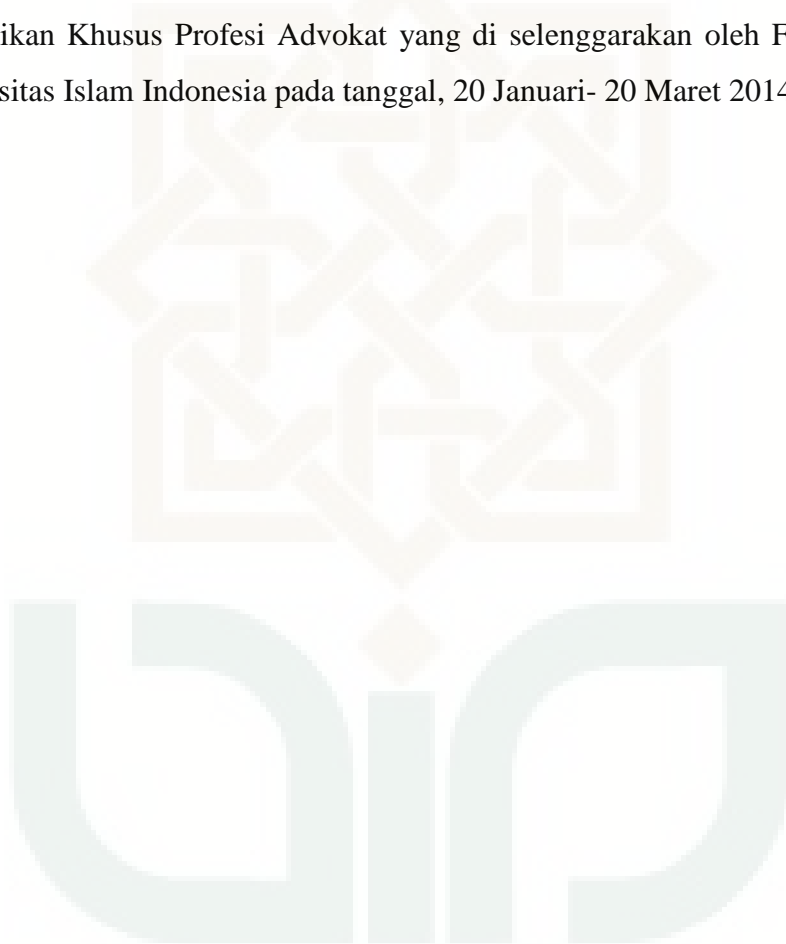 ikan Khusus Profesi Advokat yang di selenggarakan oleh F
sitas Islam Indonesia pada tanggal, 20 Januari- 20 Maret 2014